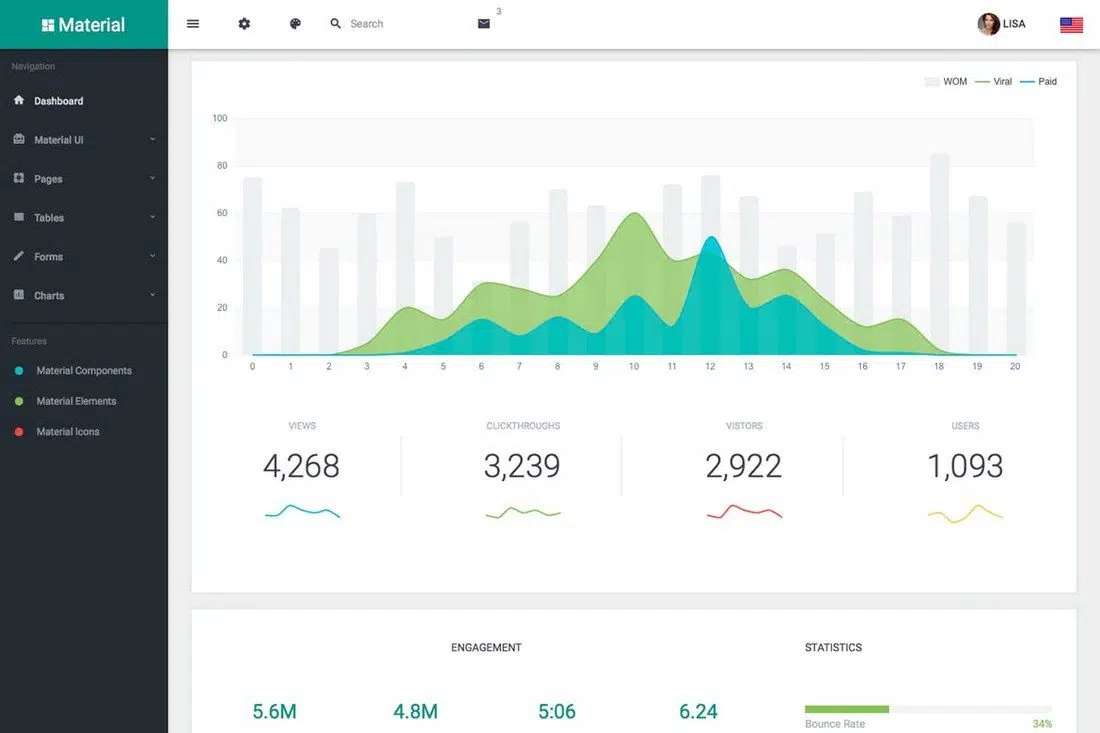 Material
Search
3
LISA
Navigation
Dashboard
Material UI
Pages
Tables
Forms
Charts
Features
Material Components
Material Elements
Material Icons
WOM Viral Paid
100
80
60
40
20
0
0 1 2 3 4 5 6 7 8 9 10 11 12 13 14 15 16 17 18 19 20
VIEWS CLICKTHROUGHS VISTORS USERS
4,268 3,239 2,922 1,093
ENGAGEMENT
5.6M 4.8M 5:06 6.24
STATISTICS
Bounce Rate 34%